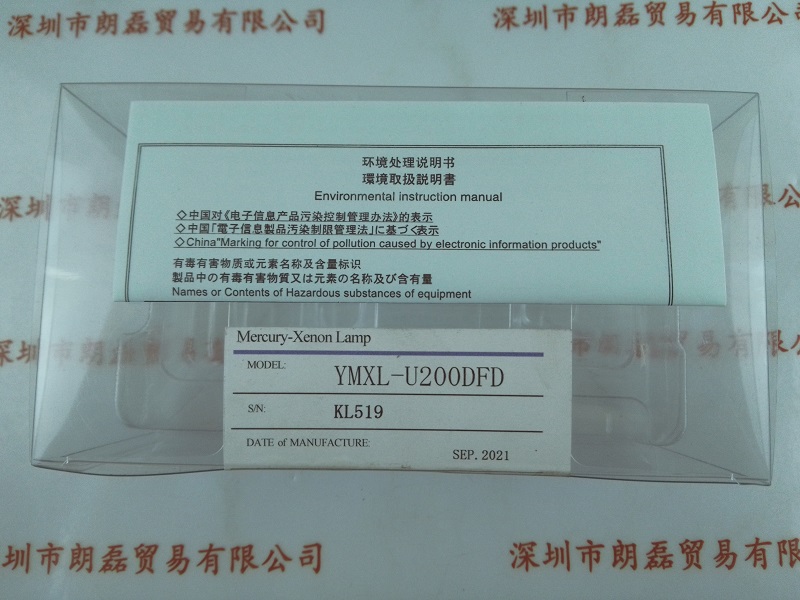 深圳市朗磊贸易有限公司
深圳市朗磊贸易有限公
环境处理说明书
環境取扱説明書
Environmental instruction manual
◇中国对《电子信息产品污染控制管理办法》的表示
◇中国「電子信息製品汚染制限管理法」に基づく表示
◇China"Marking for control of pollution caused by electronic information products"
有毒有害物质或元素名称及含量标识
製品中の有毒有害物質又は元素の名称及び含有量
Names or Contents of Hazardous substances of equipment
深圳市朗
Mercury-Xenon Lamp
MODEL: YMXL-U200DFD
S/N: KL519
DATE of MANUFACTURE: SEP. 2021
深圳市朗磊贸易有限公司
深圳市朗磊贸易有限公